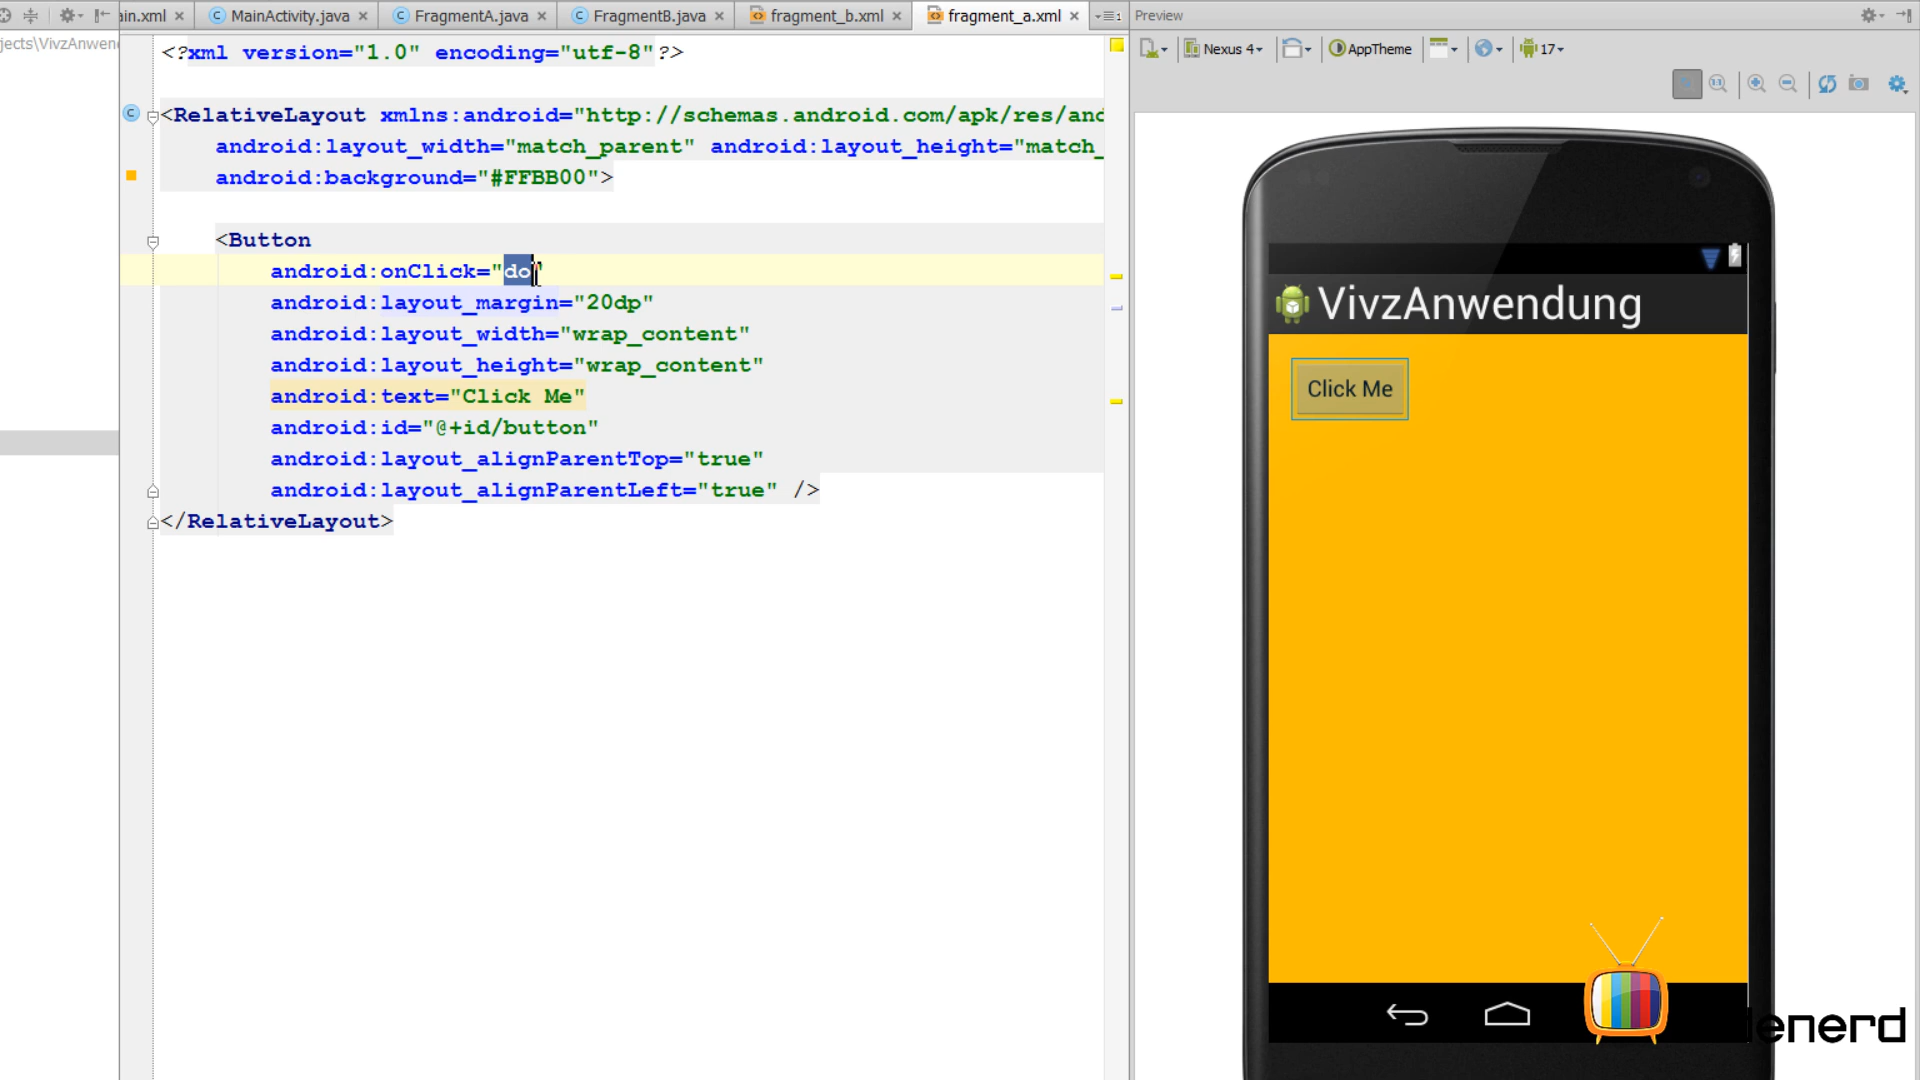 ain.xml MainActivity.java FragmentA.java FragmentB.java fragment_b.xml fragment_a.xml Preview
jects\VivzAnwen
Nexus 4 AppTheme 17
<?xml version="1.0" encoding="utf-8"?>
<RelativeLayout xmlns:android="http://schemas.android.com/apk/res/and
android:layout_width="match_parent" android:layout_height="match_
android:background="#FFBB00">
<Button
android:onClick="do"
android:layout_margin="20dp"
android:layout_width="wrap_content"
android:layout_height="wrap_content"
android:text="Click Me"
android:id="@+id/button"
android:layout_alignParentTop="true"
android:layout_alignParentLeft="true" />
</RelativeLayout>
VivzAnwendung
Click Me
lenerd